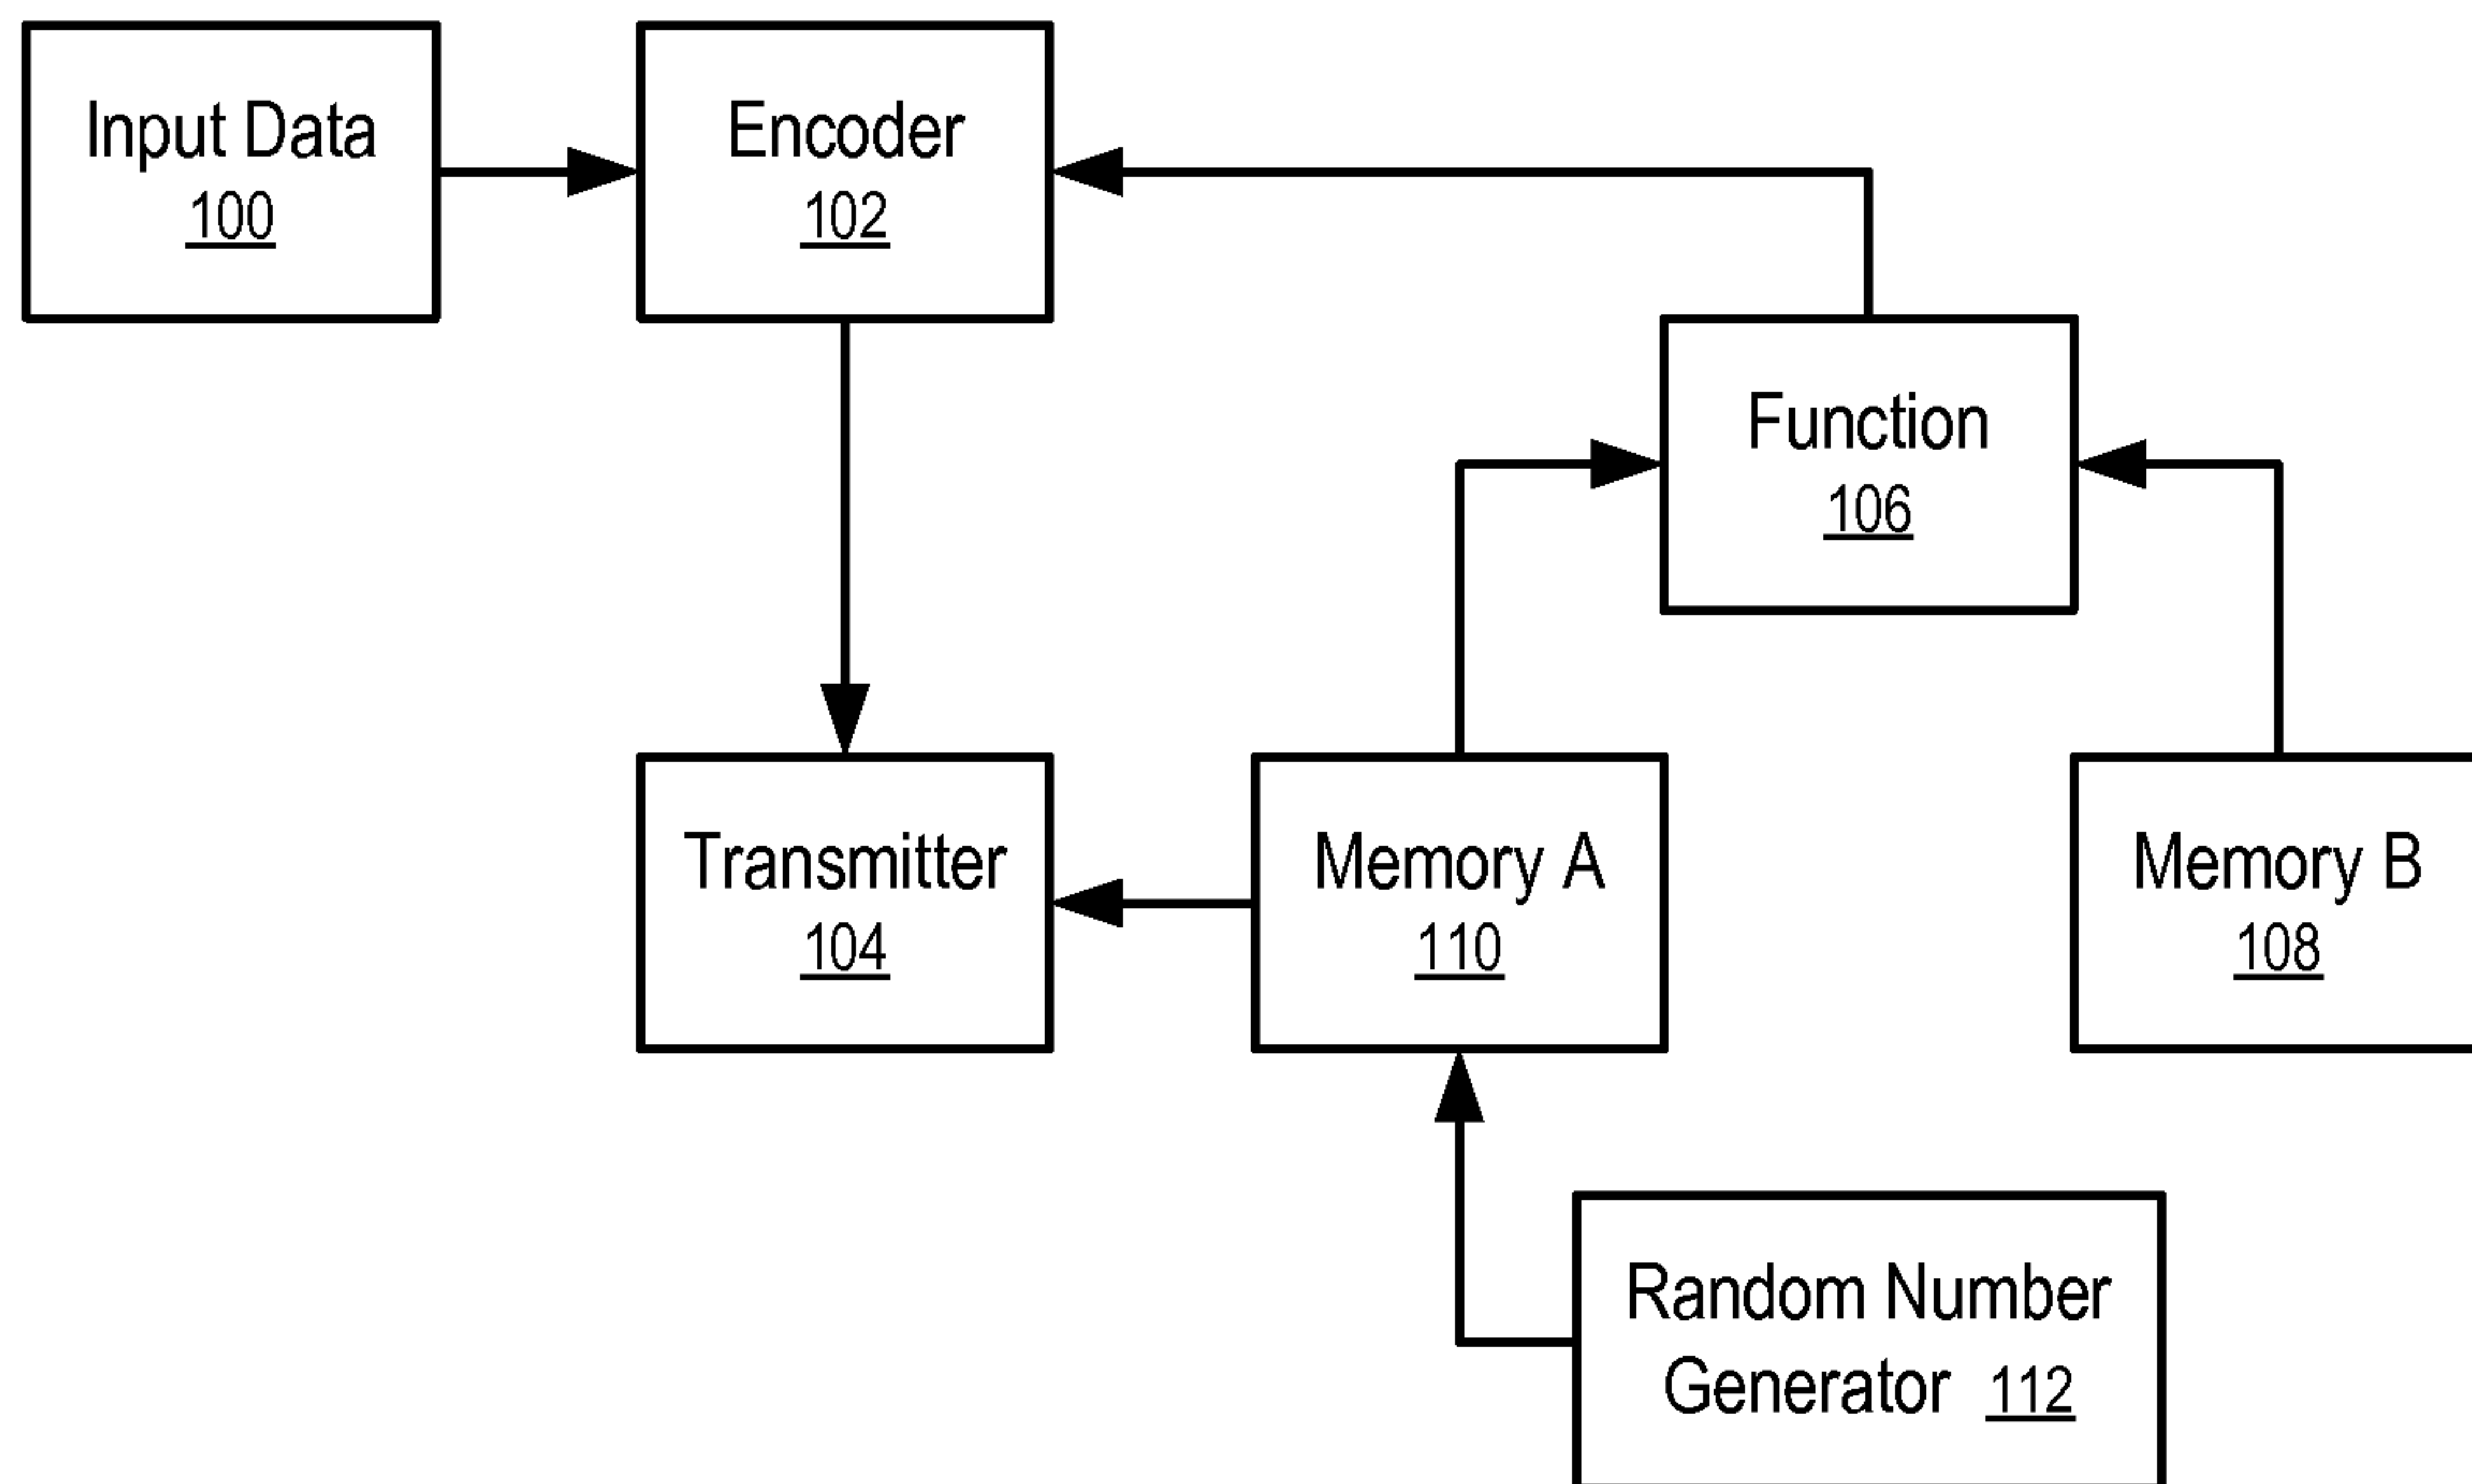 Input Data
100
Encoder
102
Function
106
Transmitter
104
Memory A
110
Memory B
108
Random Number
Generator 112